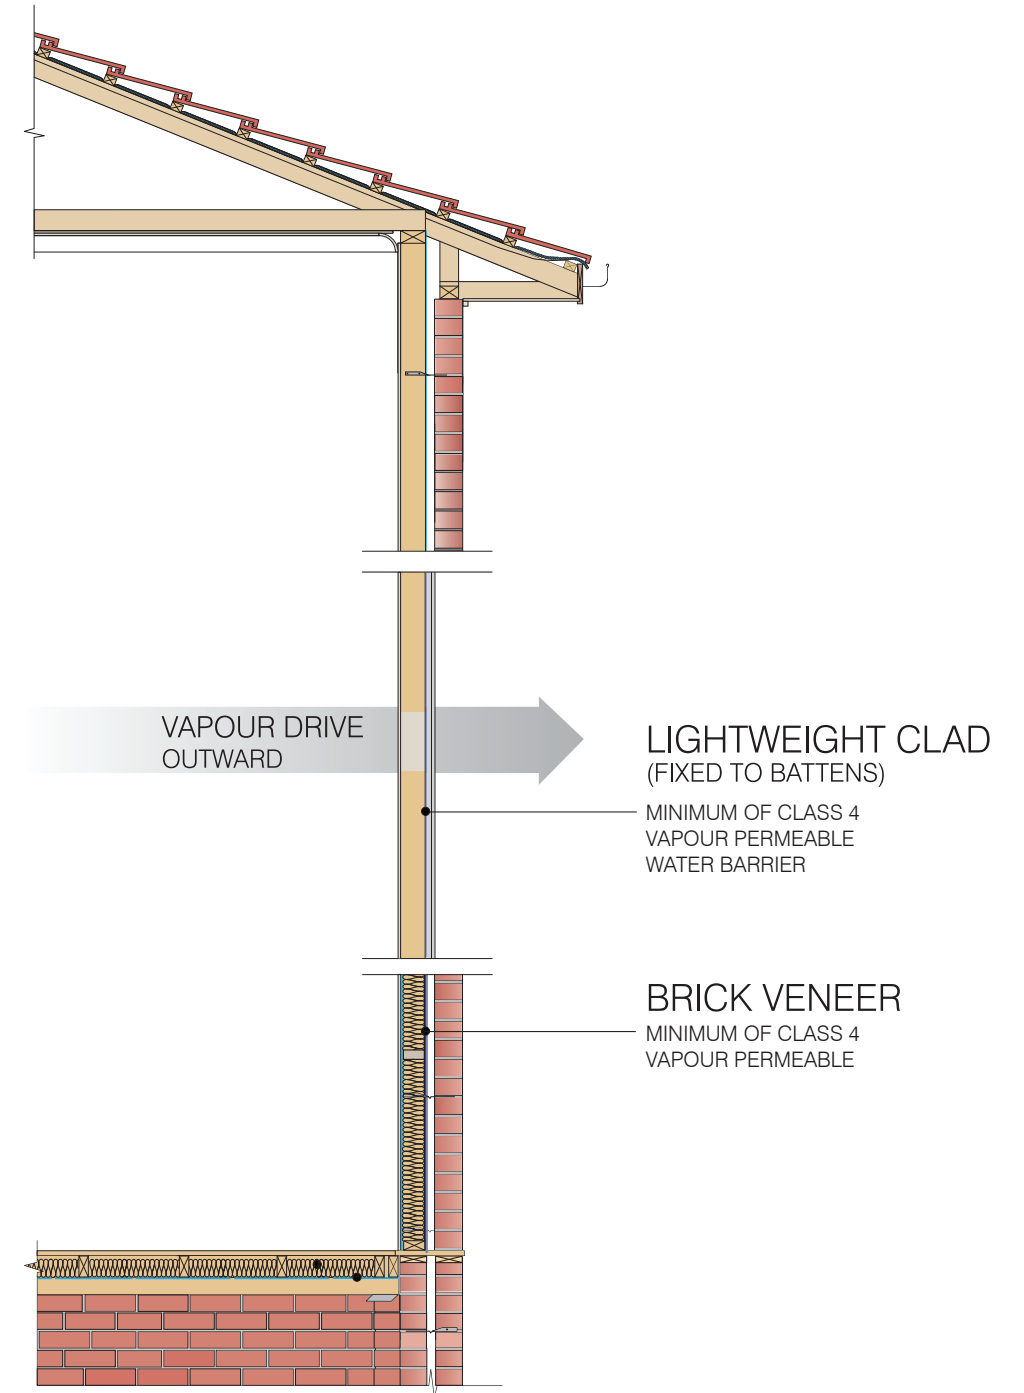 VAPOUR DRIVE
OUTWARD
LIGHTWEIGHT CLAD
(FIXED TO BATTENS)
MINIMUM OF CLASS 4
VAPOUR PERMEABLE
WATER BARRIER
BRICK VENEER
MINIMUM OF CLASS 4
VAPOUR PERMEABLE